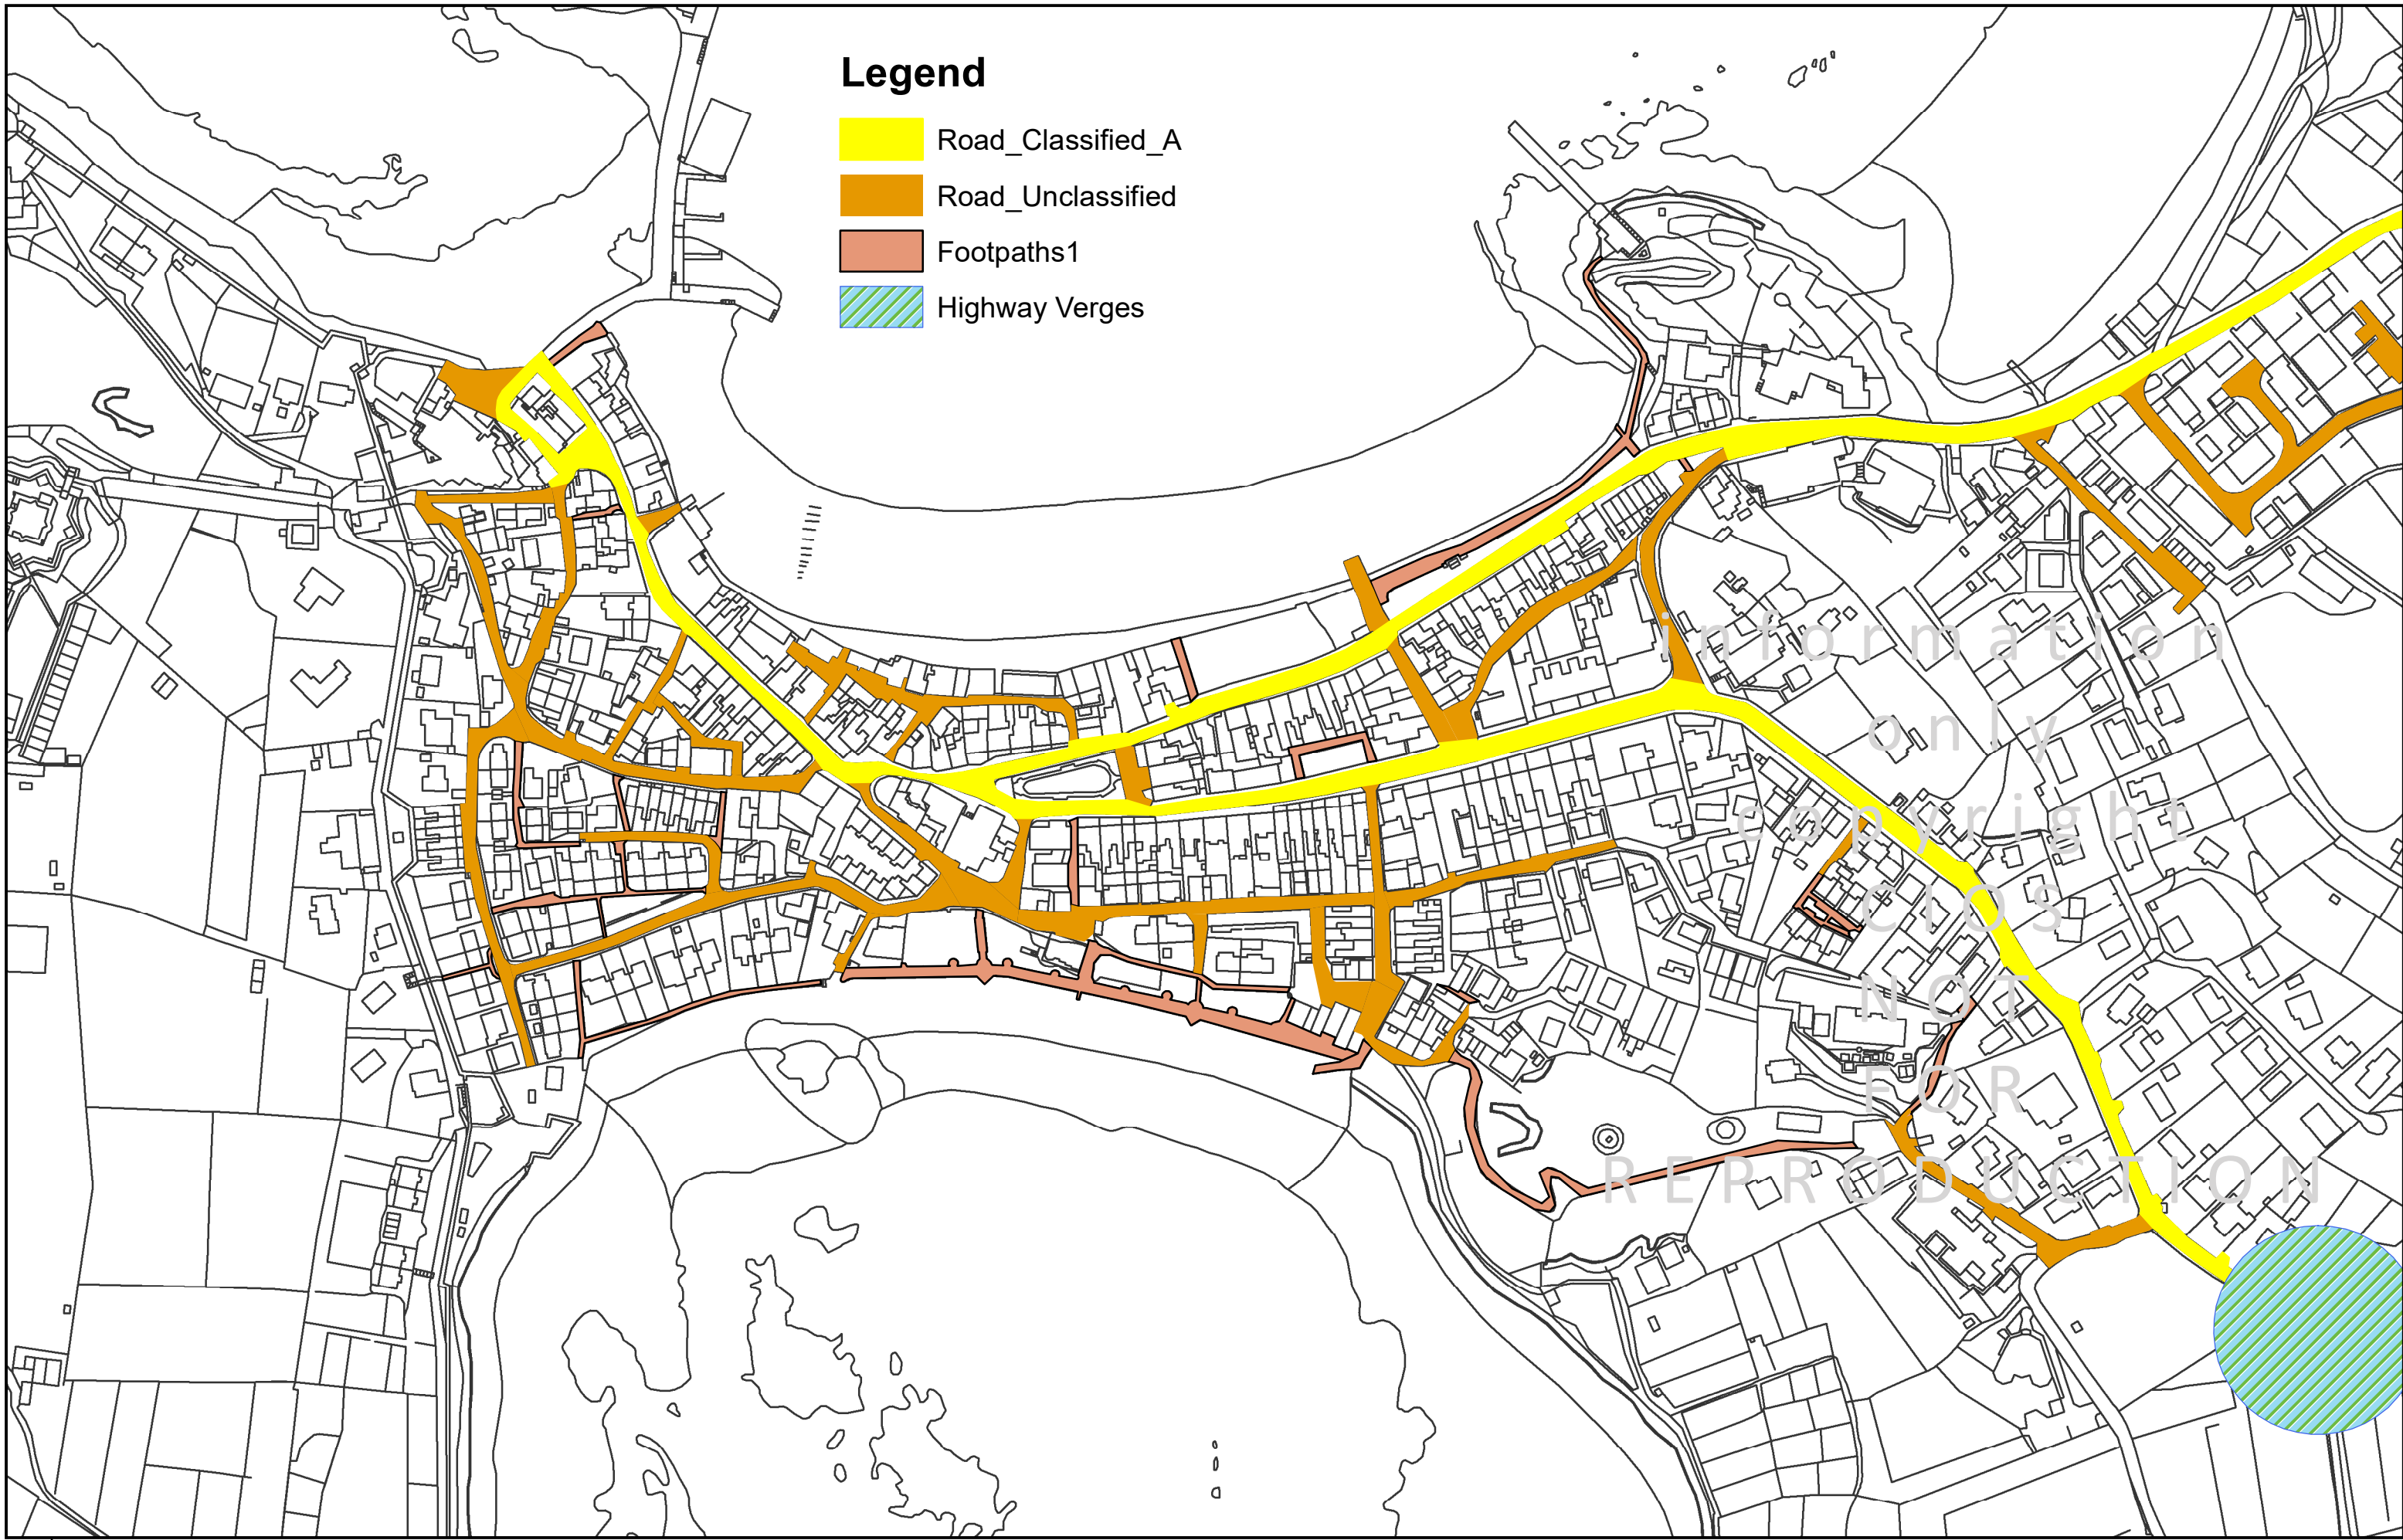 Legend
Road_Classified_A
Road_Unclassified
Footpaths1
Highway Verges
information
only
copyright
CIOS
NOT
FOR
REPRODUCTION